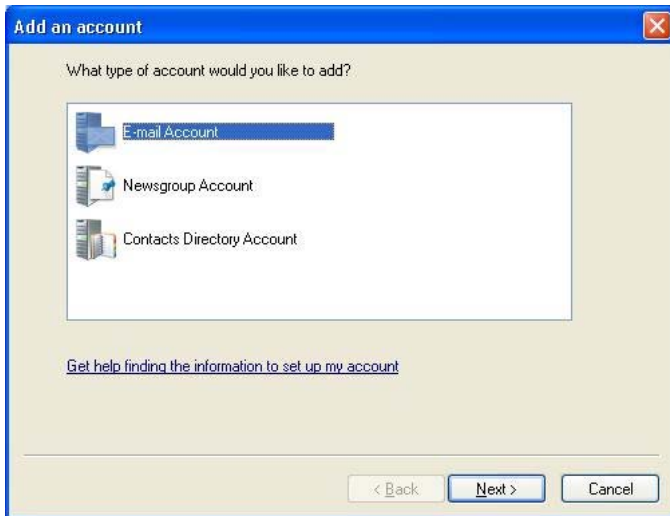 Add an account
What type of account would you like to add?
E-mail Account
Newsgroup Account
Contacts Directory Account
Get help finding the information to set up my account
< Back
Next >
Cancel